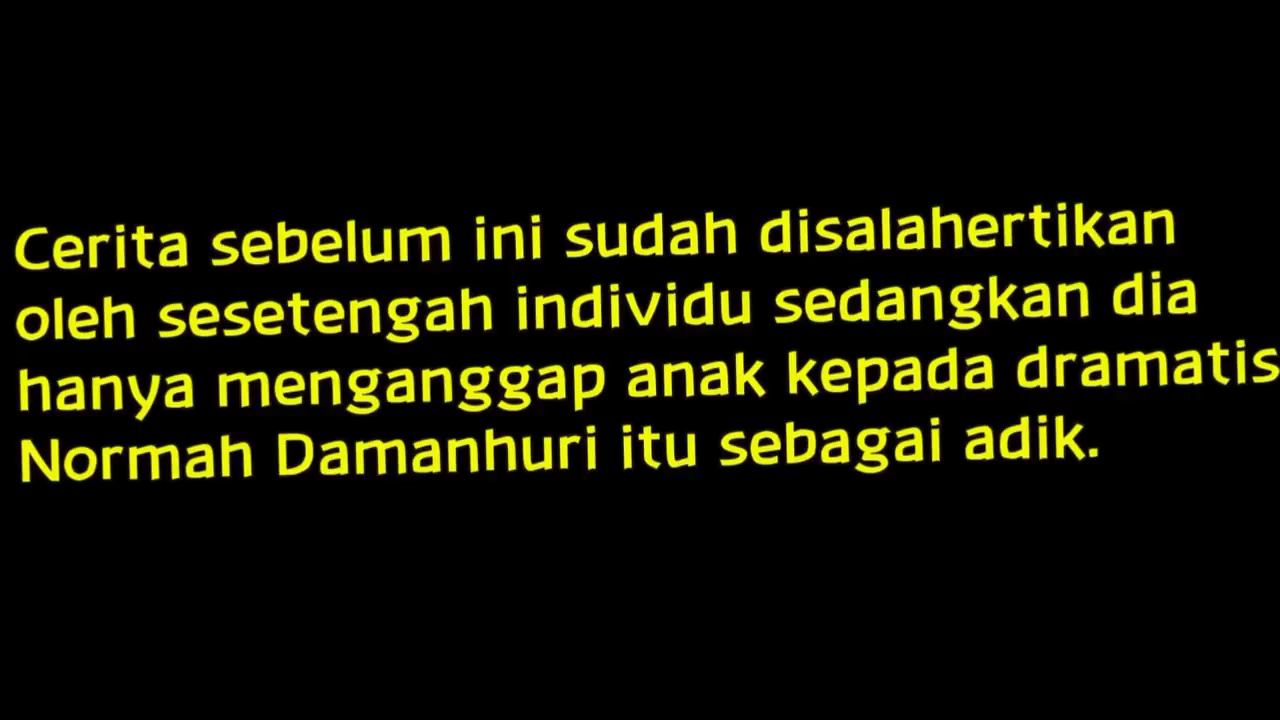 Cerita sebelum ini sudah disalahertikan
oleh sesetengah individu sedangkan dia
hanya menganggap anak kepada dramatis
Normah Damanhuri itu sebagai adik.